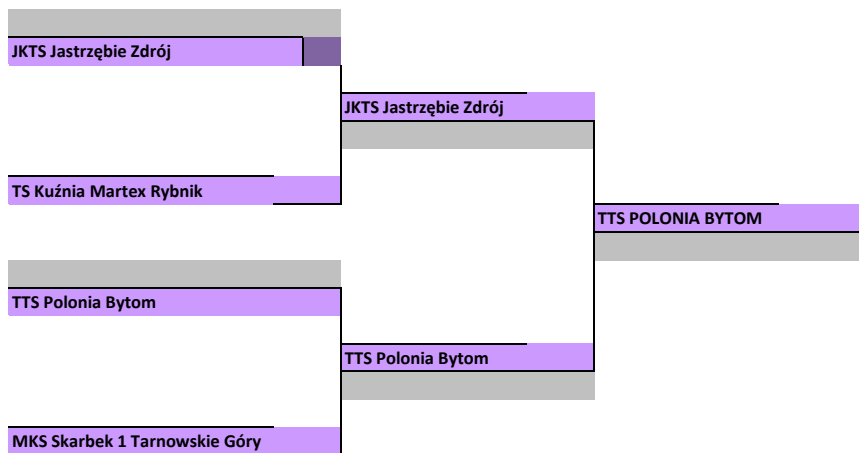 JKTS Jastrzębie Zdrój
JKTS Jastrzębie Zdrój
TS Kuźnia Martex Rybnik
TTS POLONIA BYTOM
TTS Polonia Bytom
TTS Polonia Bytom
MKS Skarbek 1 Tarnowskie Góry